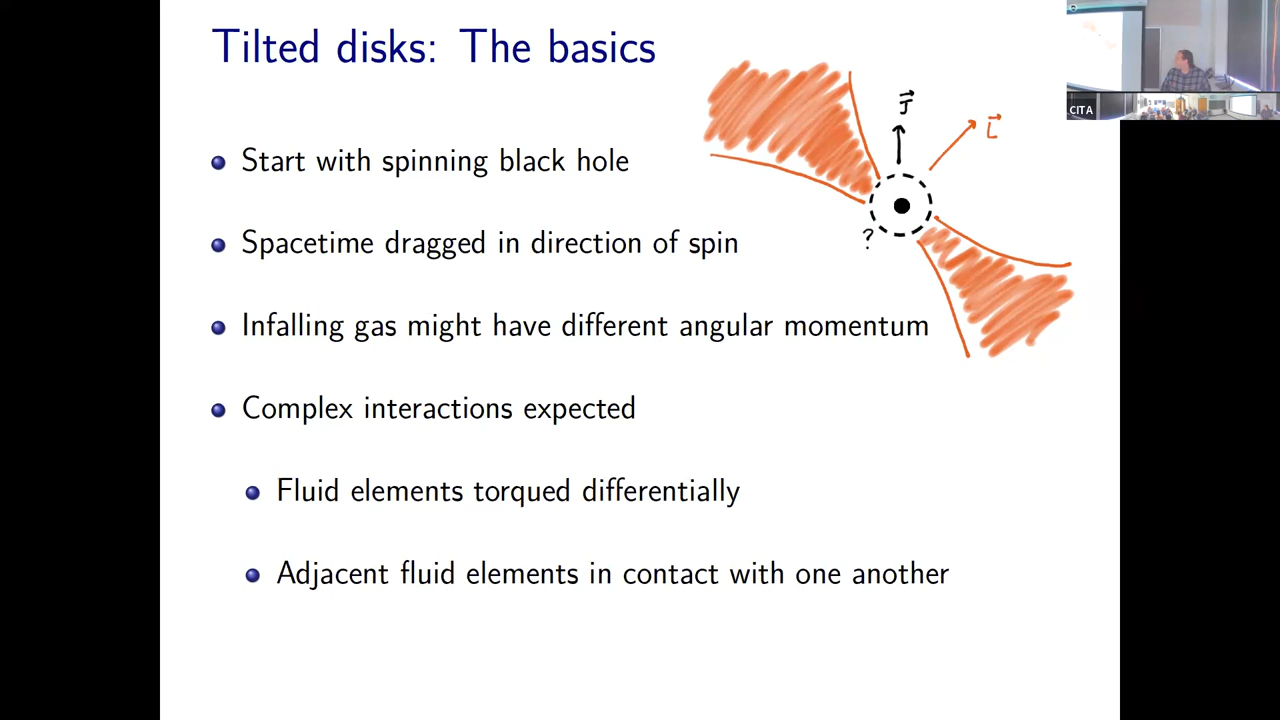 Tilted disks: The basics
Start with spinning black hole
Spacetime dragged in direction of spin
Infalling gas might have different angular momentum
Complex interactions expected
Fluid elements torqued differentially
Adjacent fluid elements in contact with one another
J
L
?
CITA